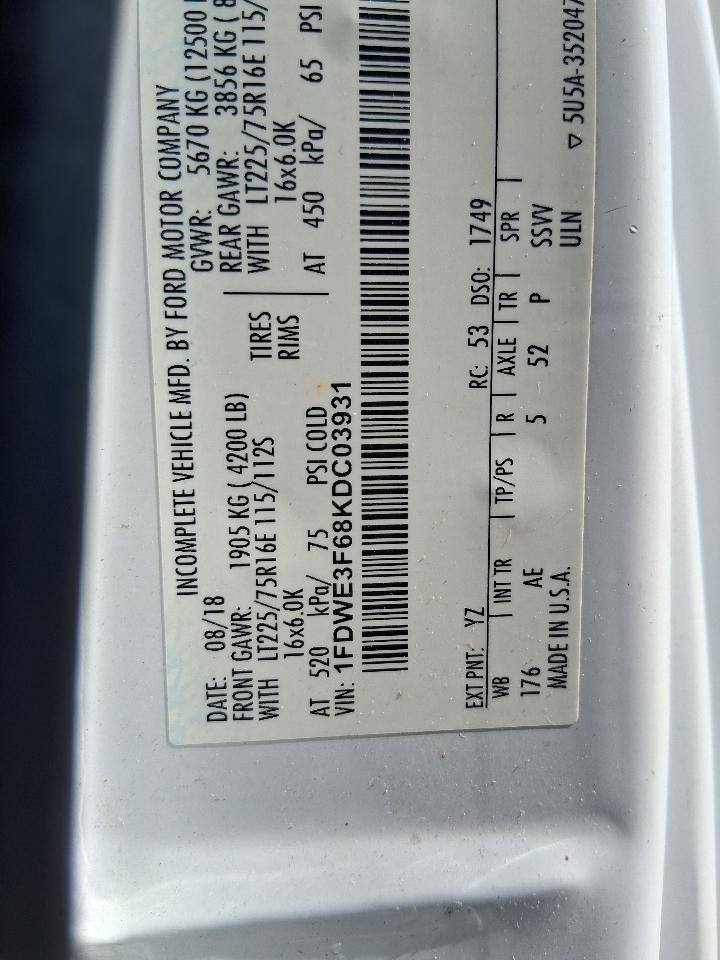 INCOMPLETE VEHICLE MFD. BY FORD MOTOR COMPANY
DATE: 08/18 GVWR: 5670 KG (12500
FRONT GAWR: 1905 KG ( 4200 LB) REAR GAWR: 3856 KG ( 8
WITH LT225/75R16E 115/112S TIRES WITH LT225/75R16E 115/
16x6.0K RIMS 16x6.0K
AT 520 kPa/ 75 PSI COLD AT 450 kPa/ 65 PSI
VIN: 1FDWE3F68KDC03931
EXT PNT: YZ RC: 53 DSO: 1749
WB INT TR TP/PS R AXLE TR SPR
176 AE 5 52 P SSVV
MADE IN U.S.A. ULN
▽ 5U5A-352047